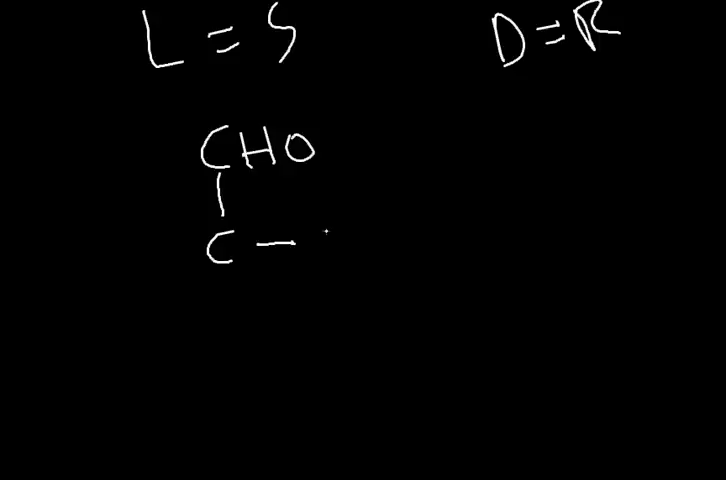 L = S D = R
CHO
C –